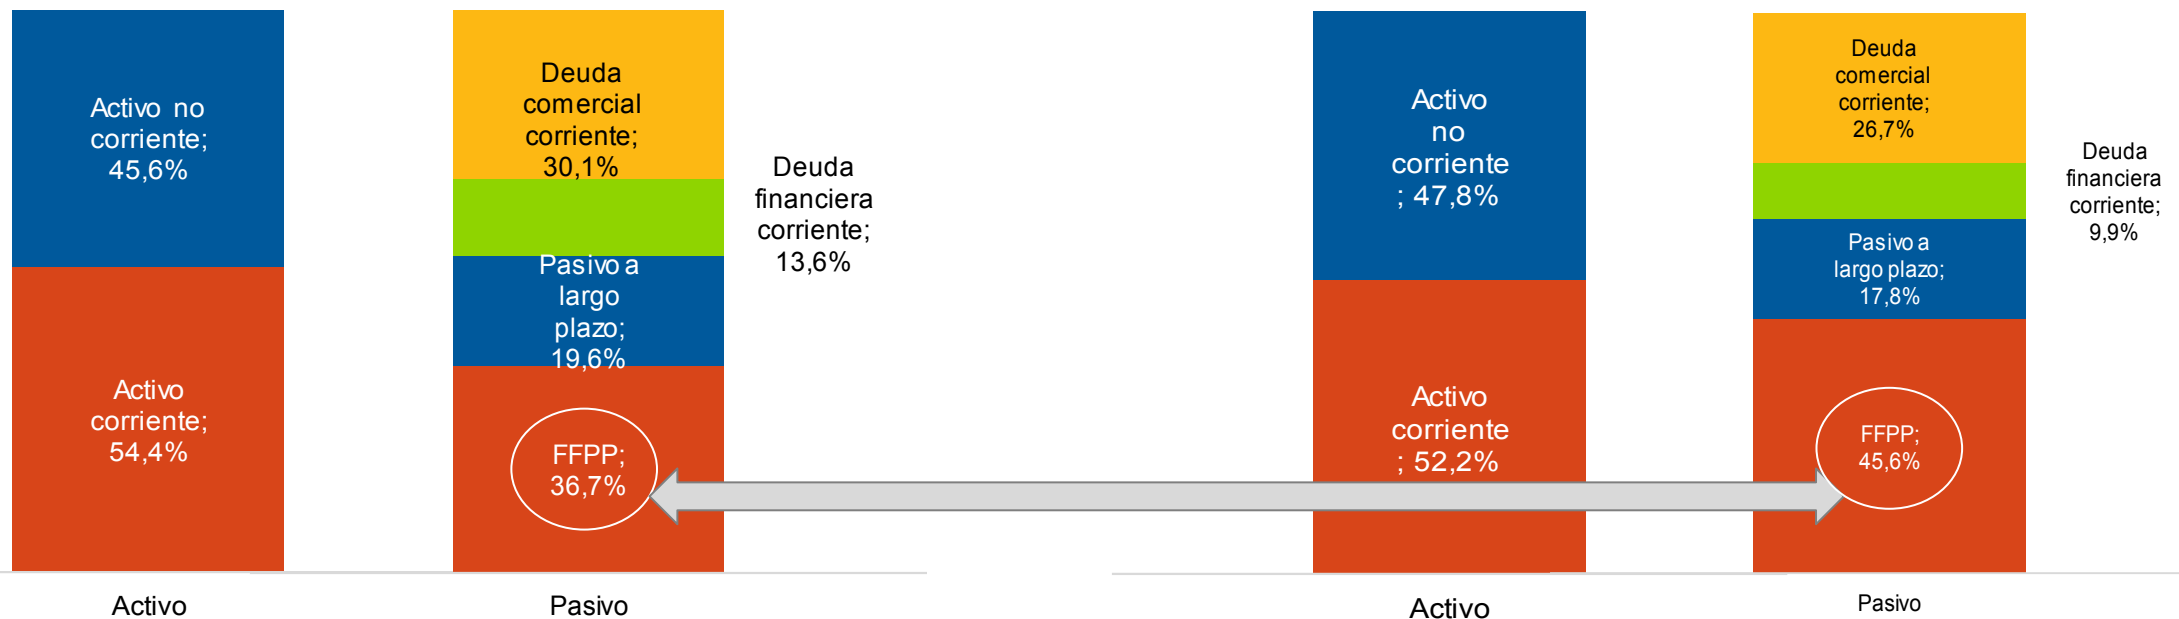 Activo no
corriente;
45,6%
Activo
corriente;
54,4%
Activo
Deuda
comercial
corriente;
30,1%
Deuda
financiera
corriente;
13,6%
Pasivo a
largo
plazo;
19,6%
FFPP;
36,7%
Pasivo
Activo
no
corriente
; 47,8%
Activo
corriente
; 52,2%
Activo
Deuda
comercial
corriente;
26,7%
Deuda
financiera
corriente;
9,9%
Pasivo a
largo plazo;
17,8%
FFPP;
45,6%
Pasivo